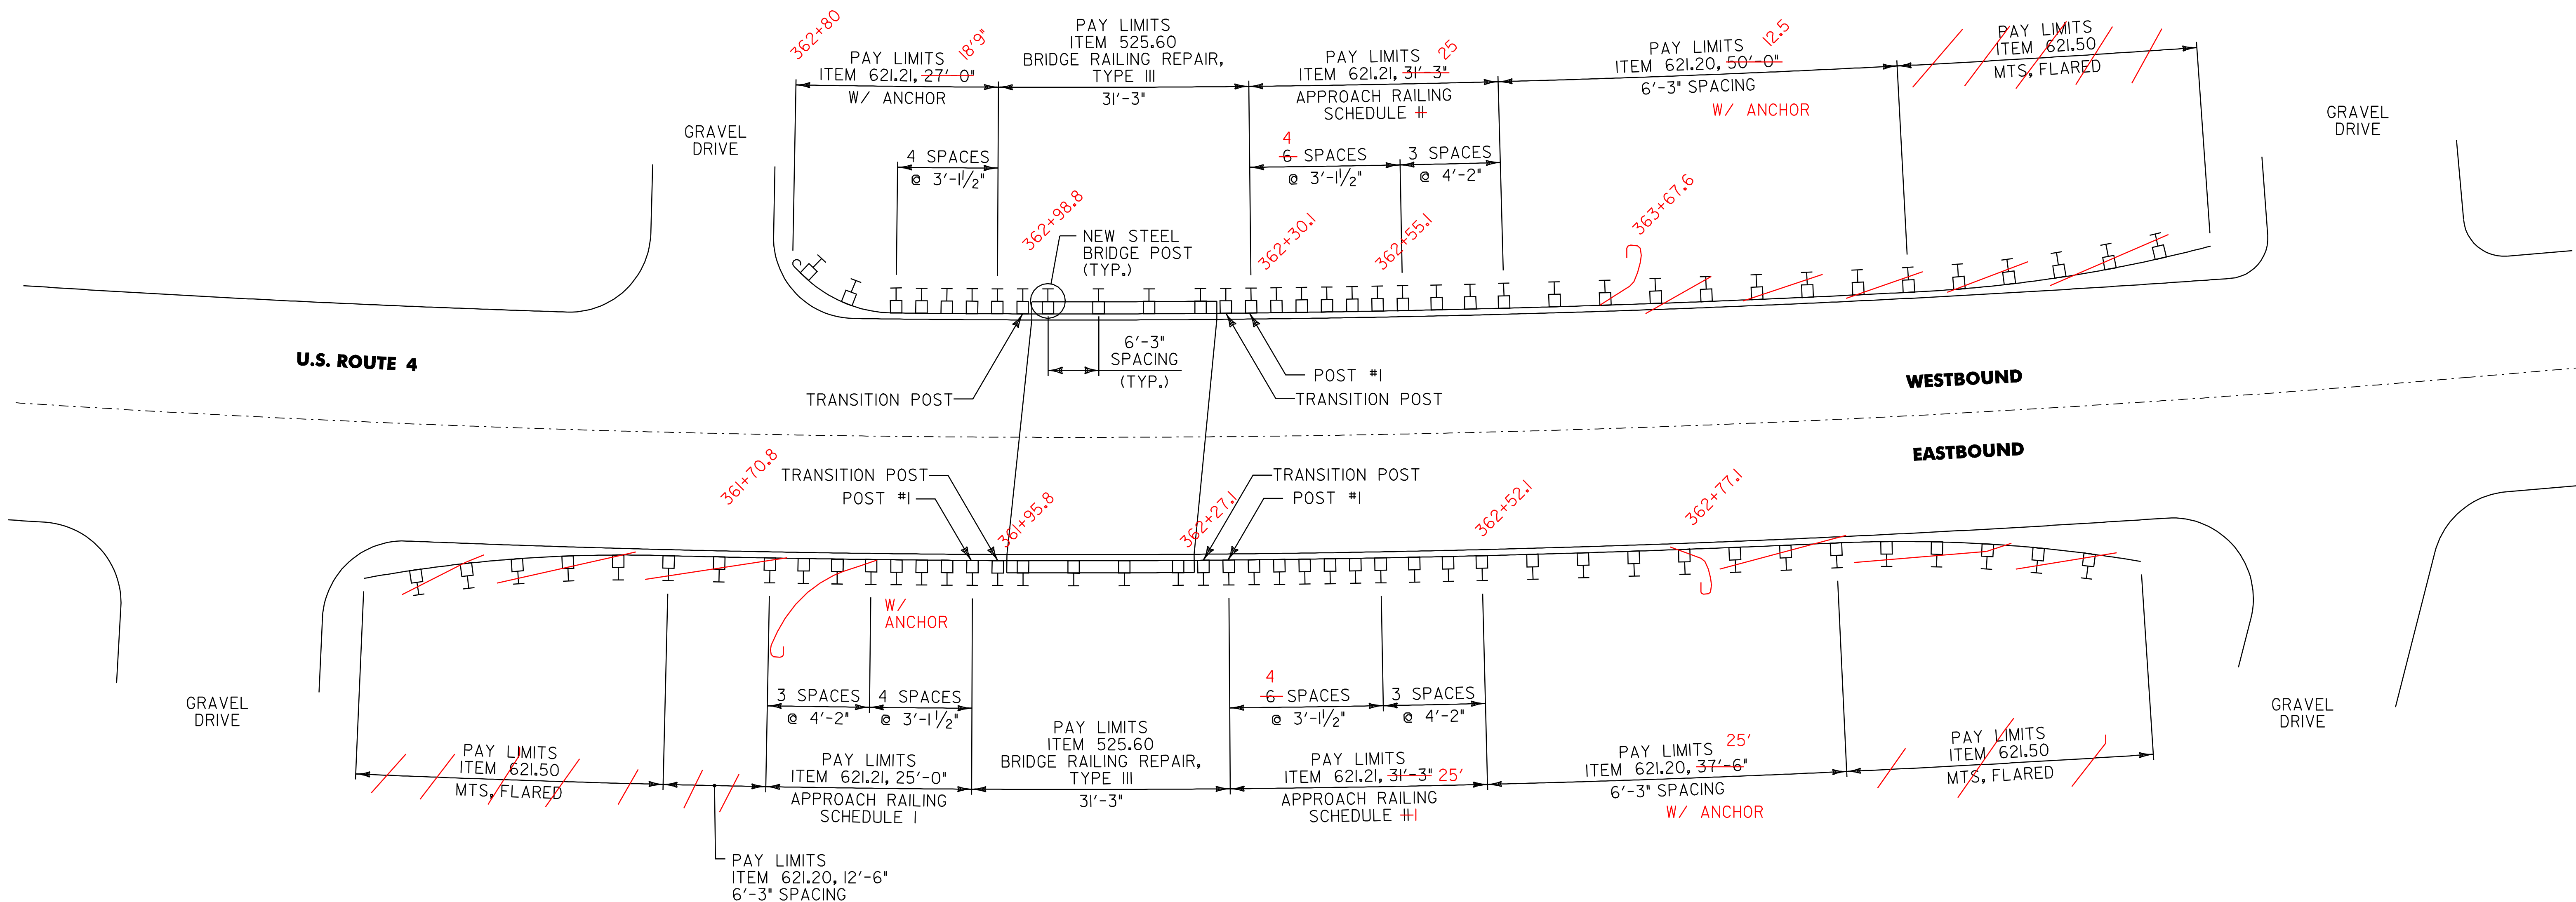 362+80
PAY LIMITS
ITEM 621.21, 27'-0" 18'9"
W/ ANCHOR
PAY LIMITS
ITEM 525.60
BRIDGE RAILING REPAIR,
TYPE III
31'-3"
PAY LIMITS 25
ITEM 621.21, 31'-3"
APPROACH RAILING
SCHEDULE II
PAY LIMITS 12.5
ITEM 621.20, 50'-0"
6'-3" SPACING
W/ ANCHOR
PAY LIMITS
ITEM 621.50
MTS, FLARED
GRAVEL
DRIVE
GRAVEL
DRIVE
4 SPACES
@ 3'-1 1/2"
4
6 SPACES
@ 3'-1 1/2"
3 SPACES
@ 4'-2"
362+98.8
NEW STEEL
BRIDGE POST
(TYP.)
362+30.1
362+55.1
363+67.6
6'-3"
SPACING
(TYP.)
U.S. ROUTE 4
TRANSITION POST
POST #1
TRANSITION POST
WESTBOUND
EASTBOUND
361+70.8
TRANSITION POST
POST #1
361+95.8
362+27.1
TRANSITION POST
POST #1
362+52.1
362+77.1
W/
ANCHOR
GRAVEL
DRIVE
3 SPACES
@ 4'-2"
4 SPACES
@ 3'-1 1/2"
4
6 SPACES
@ 3'-1 1/2"
3 SPACES
@ 4'-2"
GRAVEL
DRIVE
PAY LIMITS
ITEM 621.50
MTS, FLARED
PAY LIMITS
ITEM 621.21, 25'-0"
APPROACH RAILING
SCHEDULE I
PAY LIMITS
ITEM 525.60
BRIDGE RAILING REPAIR,
TYPE III
31'-3"
PAY LIMITS
ITEM 621.21, 31'-3" 25'
APPROACH RAILING
SCHEDULE II I
PAY LIMITS 25'
ITEM 621.20, 37'-6"
6'-3" SPACING
W/ ANCHOR
PAY LIMITS
ITEM 621.50
MTS, FLARED
PAY LIMITS
ITEM 621.20, 12'-6"
6'-3" SPACING